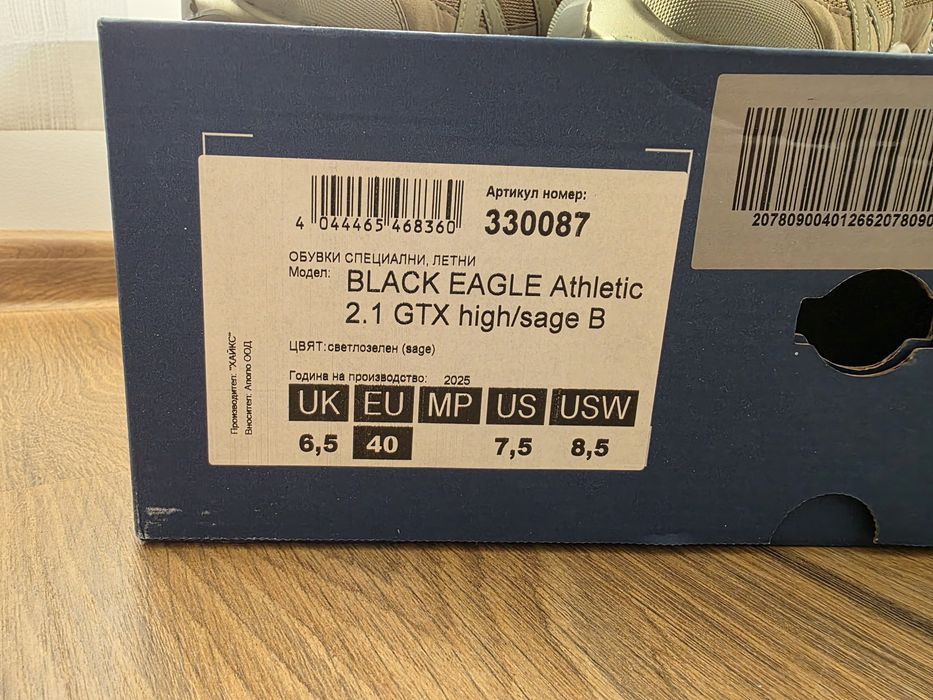 Артикул номер:
4 044465 468360
330087
ОБУВКИ СПЕЦИАЛНИ, ЛЕТНИ
Модел: BLACK EAGLE Athletic
2.1 GTX high/sage B
ЦВЯТ: светлозелен (sage)
Година на производство: 2025
UK EU MP US USW
6,5 40 7,5 8,5
Производител: "ХАЙКС"
Вносител: Аполо ООД
207809004012662078090